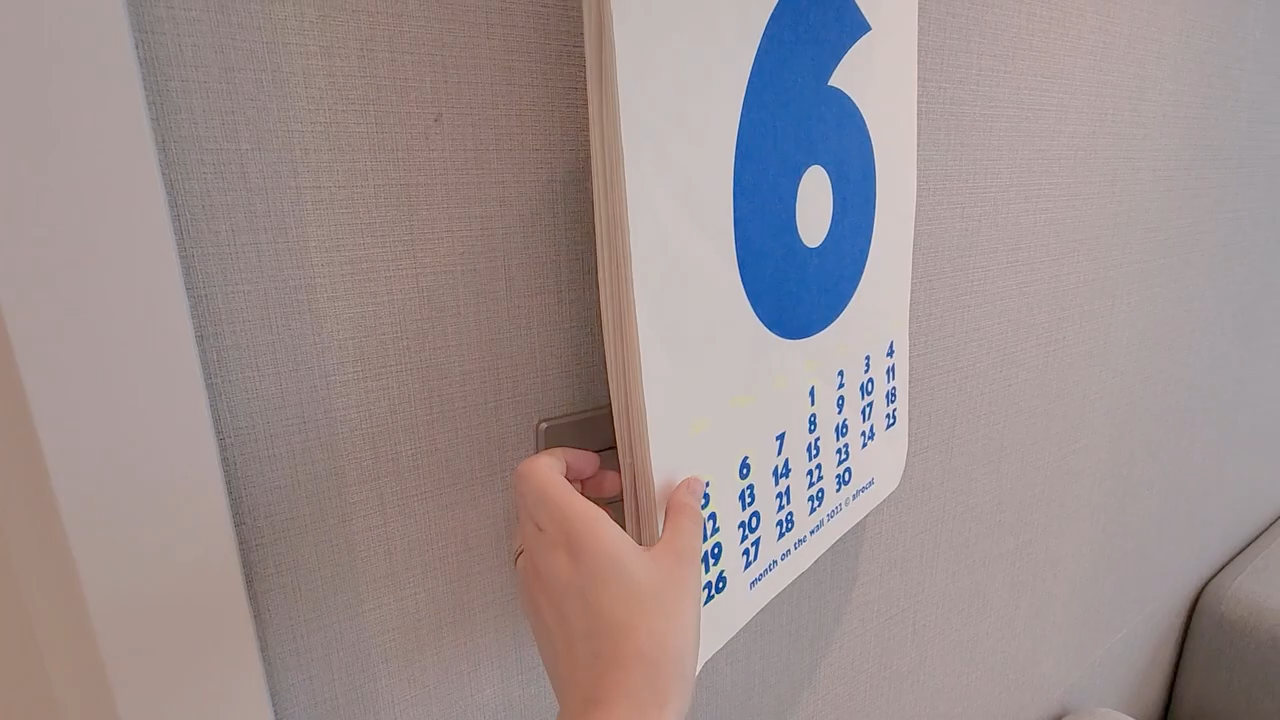 6
1 2 3 4
5 6 7 8 9 10 11
12 13 14 15 16 17 18
19 20 21 22 23 24 25
26 27 28 29 30
month on the wall 2022 © afrocat